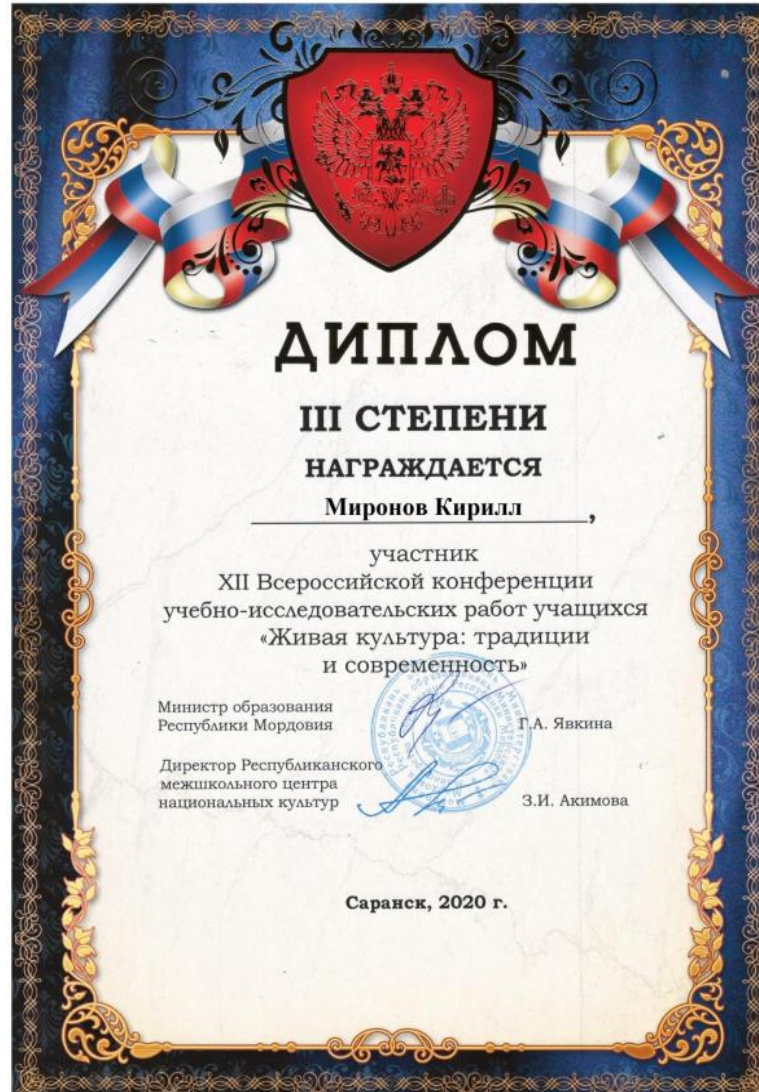 ДИПЛОМ
III СТЕПЕНИ
НАГРАЖДАЕТСЯ
Миронов Кирилл,
участник
XII Всероссийской конференции
учебно-исследовательских работ учащихся
«Живая культура: традиции
и современность»
Министр образования
Республики Мордовия Г.А. Явкина
Директор Республиканского
межшкольного центра
национальных культур З.И. Акимова
Саранск, 2020 г.